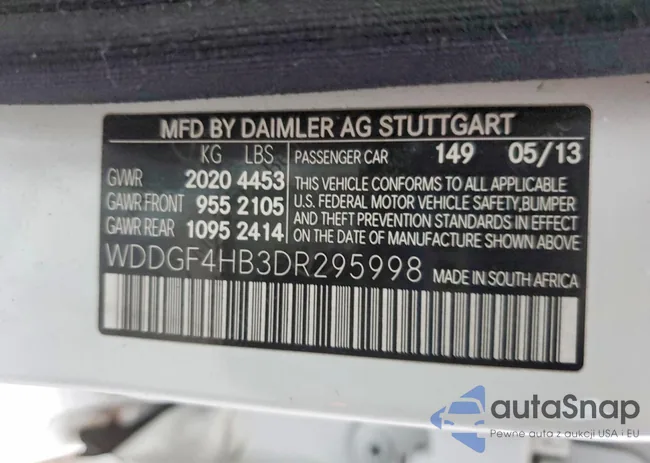 MFD BY DAIMLER AG STUTTGART
KG LBS PASSENGER CAR 149 05/13
GVWR 2020 4453 THIS VEHICLE CONFORMS TO ALL APPLICABLE
GAWR FRONT 955 2105 U.S. FEDERAL MOTOR VEHICLE SAFETY,BUMPER
GAWR REAR 1095 2414 AND THEFT PREVENTION STANDARDS IN EFFECT
ON THE DATE OF MANUFACTURE SHOWN ABOVE
WDDGF4HB3DR295998 MADE IN SOUTH AFRICA
autoSnap
Pewne auta z aukcji USA i EU